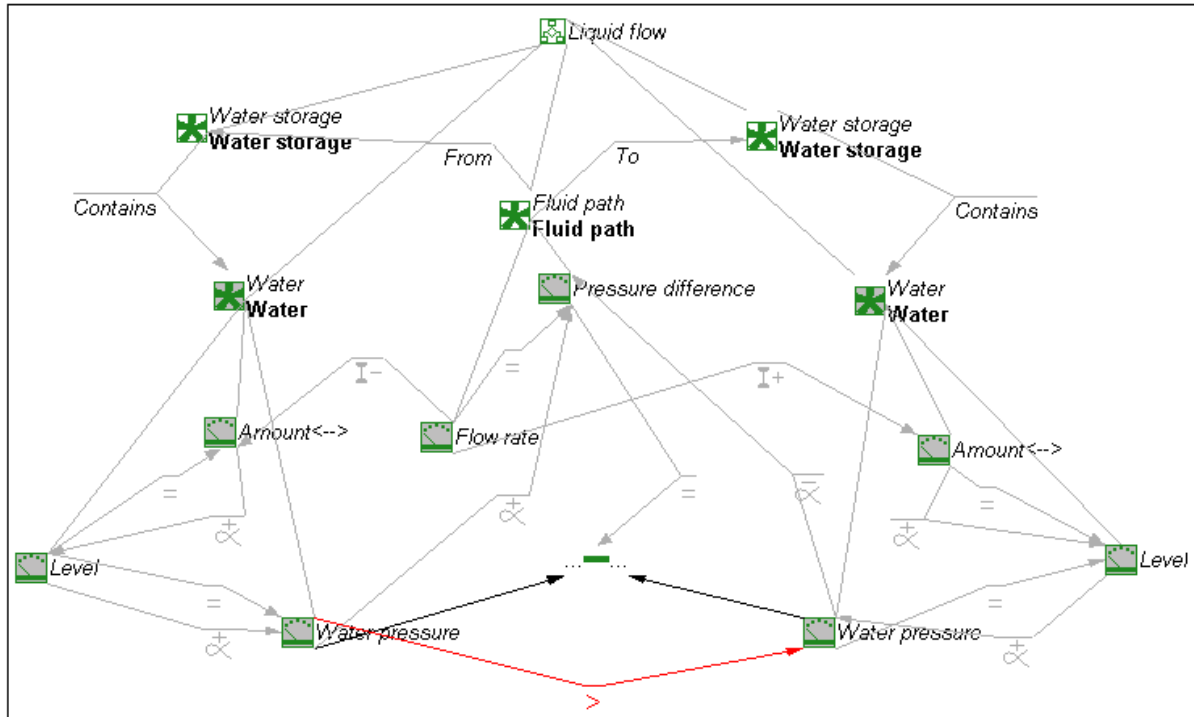 Liquid flow
Water storage
Water storage
Water storage
Water storage
From
To
Contains
Fluid path
Fluid path
Contains
Water
Water
Pressure difference
Water
Water
I-
=
I+
Amount<-->
Flow rate
Amount<-->
=
+
∝
+
∝
=
-
∝
+
∝
=
Level
... - ...
Level
=
+
∝
Water pressure
Water pressure
=
+
∝
>